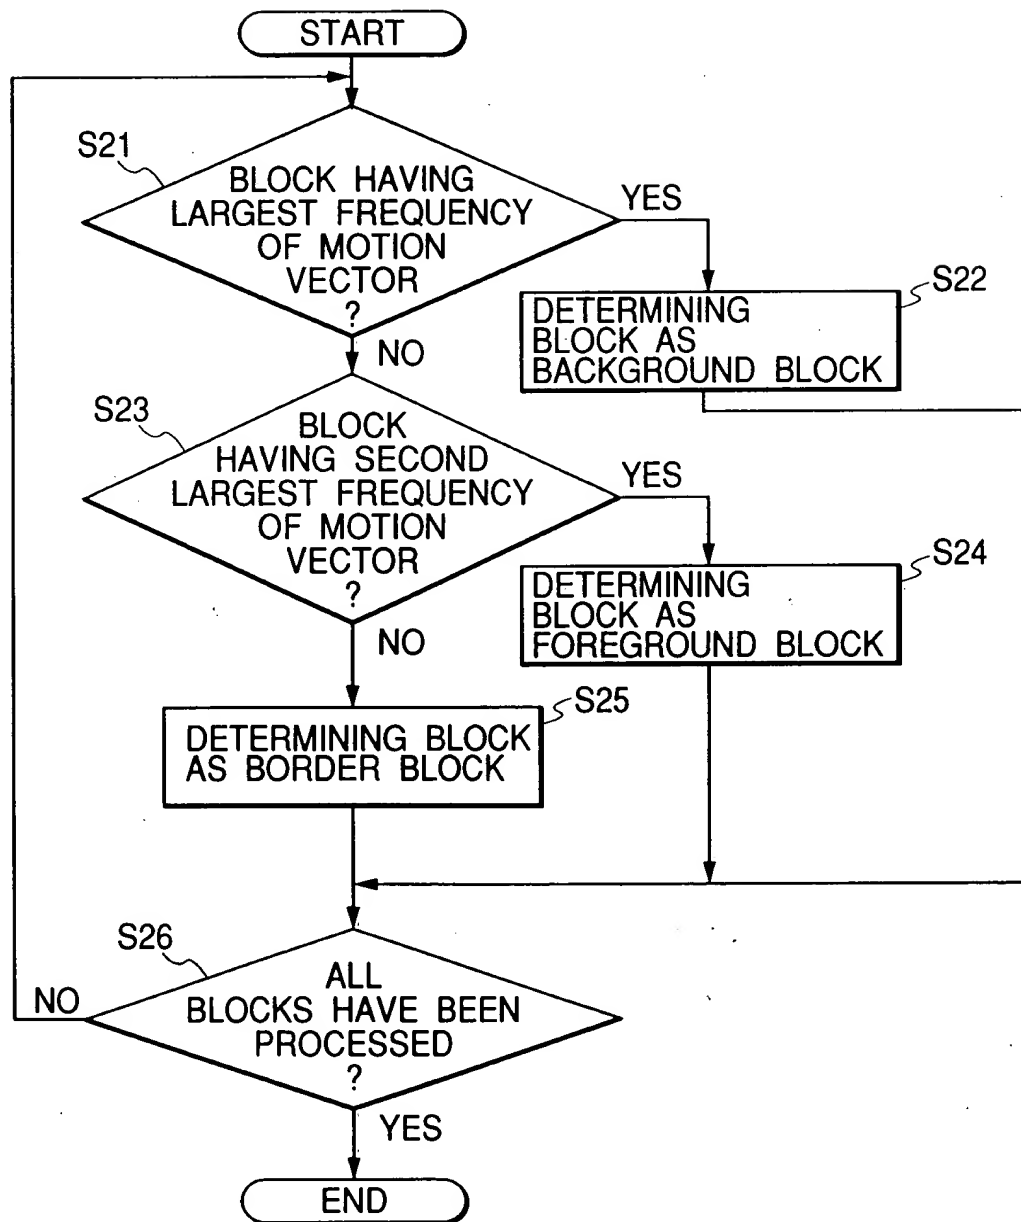 START
S21
BLOCK HAVING
LARGEST FREQUENCY
OF MOTION
VECTOR
?
YES
S22
DETERMINING
BLOCK AS
BACKGROUND BLOCK
NO
S23
BLOCK
HAVING SECOND
LARGEST FREQUENCY
OF MOTION
VECTOR
?
YES
S24
DETERMINING
BLOCK AS
FOREGROUND BLOCK
NO
S25
DETERMINING BLOCK
AS BORDER BLOCK
S26
ALL
BLOCKS HAVE BEEN
PROCESSED
?
NO
YES
END